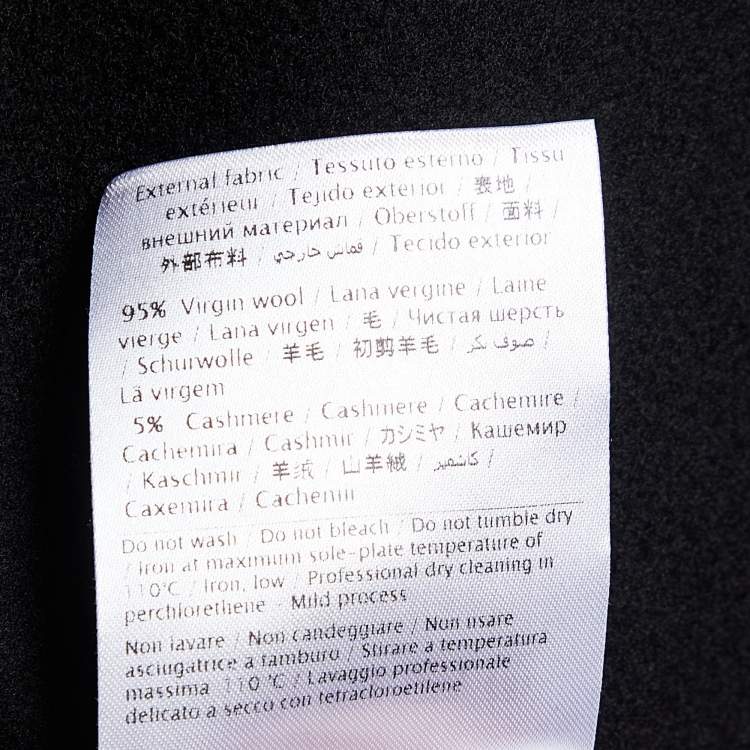 External fabric / Tessuto esterno / Tissu
extérieur / Tejido exterior / 表地 /
внешний материал / Oberstoff / 面料 /
外部布料 / قماش خارجي / Tecido exterior
95% Virgin wool / Lana vergine / Laine
vierge / Lana virgen / 毛 / Чистая шерсть
/ Schurwolle / 羊毛 / 初剪羊毛 / صوف بكر /
Lã virgem
5% Cashmere / Cashmere / Cachemire /
Cachemira / Cashmir / カシミヤ / Кашемир
/ Kaschmir / 羊绒 / 山羊絨 / كاشمير /
Caxemira / Cachemir
Do not wash / Do not bleach / Do not tumble dry
/ Iron at maximum sole-plate temperature of
110°C / Iron, low / Professional dry cleaning in
perchlorethene - Mild process
Non lavare / Non candeggiare / Non usare
asciugatrice a tamburo / Stirare a temperatura
massima 110 °C / Lavaggio professionale
delicato a secco con tetracloroetilene